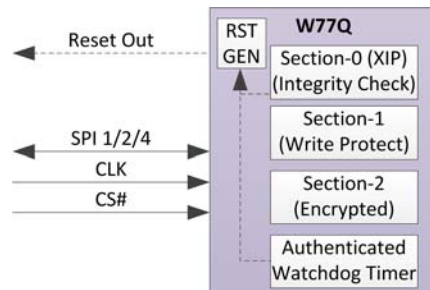 W77Q
RST
GEN
Reset Out
Section-0 (XIP)
(Integrity Check)
Section-1
(Write Protect)
SPI 1/2/4
CLK
CS#
Section-2
(Encrypted)
Authenticated
Watchdog Timer